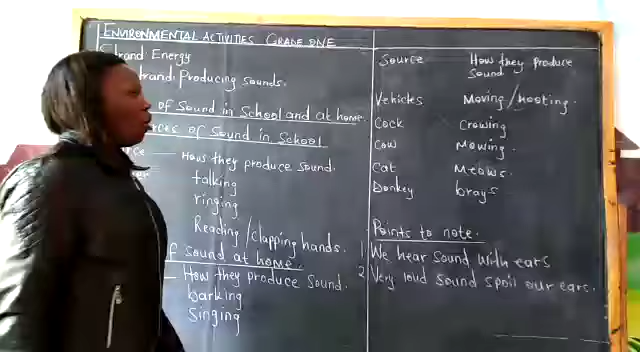 ENVIRONMENTAL ACTIVITIES GRADE ONE
Strand: Energy
Strand: Producing sounds.
of Sound in School and at home.
of Sound in School
How they produce sound.
talking
ringing
Reading/clapping hands.
of sound at home.
How they produce sound.
barking
Singing
Source How they produce sound
Vehicles Moving/hooting.
Cock Crowing
Cow Mowing.
Cat Meows.
Donkey brays
Points to note.
1 We hear sound with ears
2 Very loud sound spoil our ears.